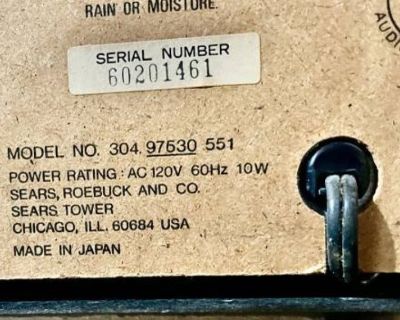 RAIN OR MOISTURE.
SERIAL NUMBER
60201461
MODEL NO. 304.97530 551
POWER RATING: AC 120V 60Hz 10W
SEARS, ROEBUCK AND CO.
SEARS TOWER
CHICAGO, ILL. 60684 USA
MADE IN JAPAN